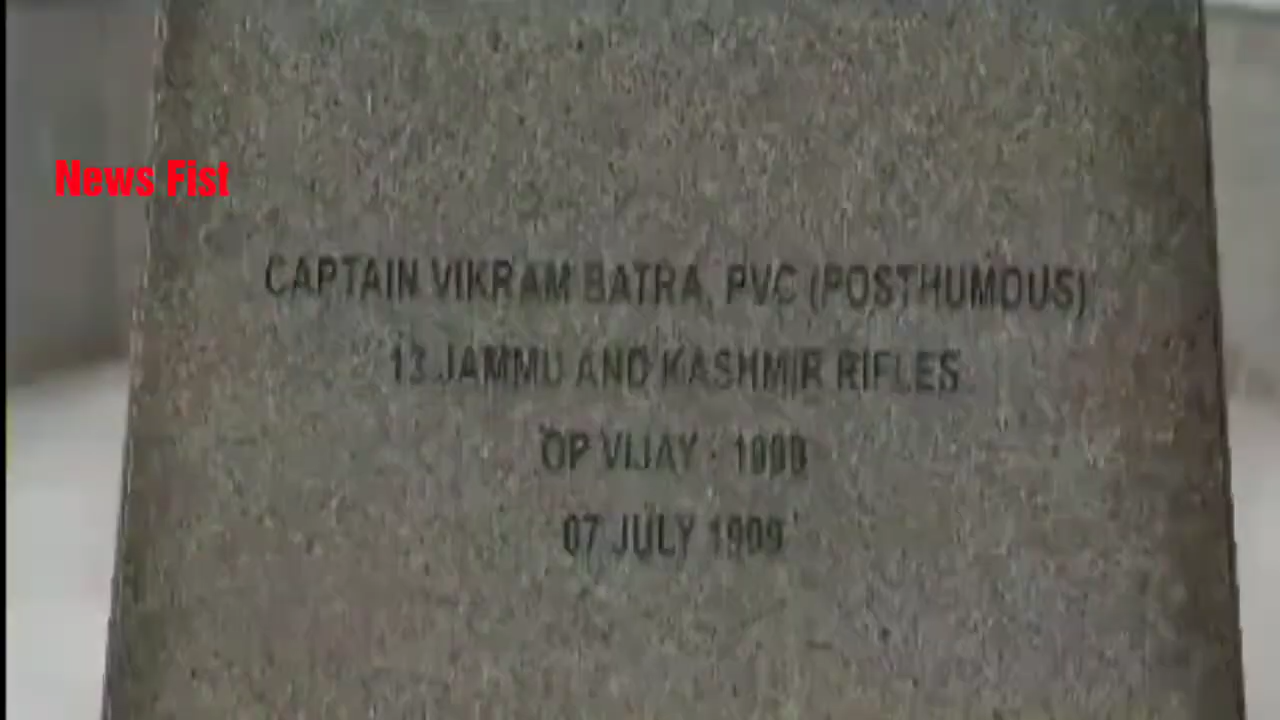 News Fist
CAPTAIN VIKRAM BATRA, PVC (POSTHUMOUS)
13 JAMMU AND KASHMIR RIFLES
OP VIJAY - 1999
07 JULY 1999